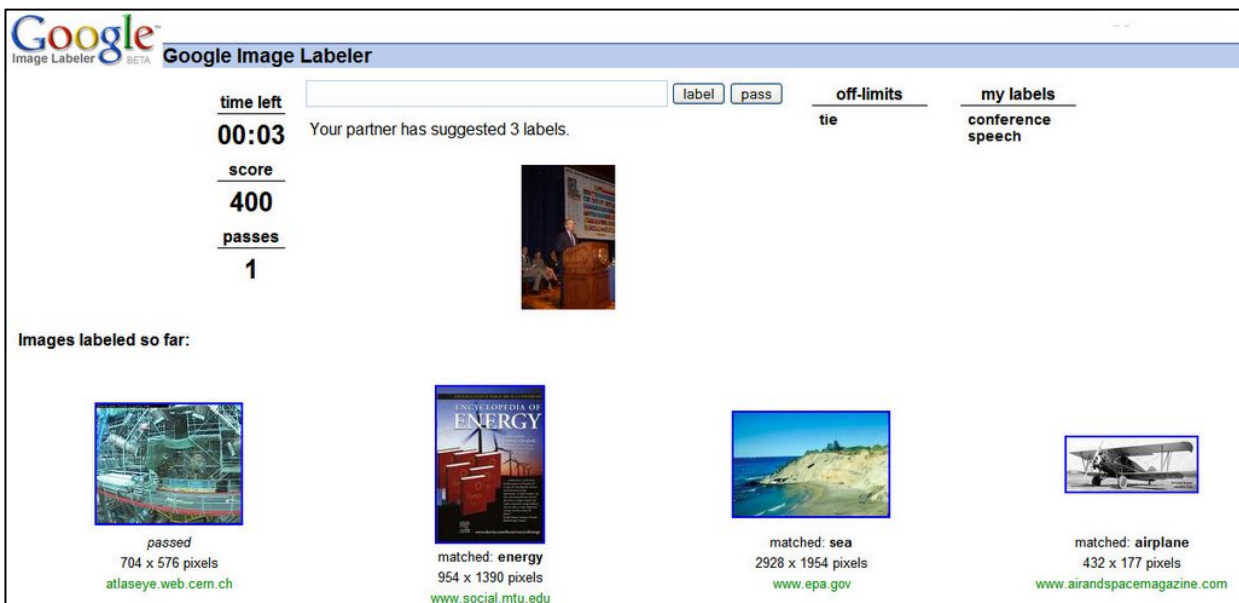 Google™
Image Labeler BETA
Google Image Labeler
time left
00:03
score
400
passes
1
label
pass
Your partner has suggested 3 labels.
off-limits
tie
my labels
conference
speech
Images labeled so far:
passed
704 x 576 pixels
atlaseye.web.cern.ch
ENCYCLOPEDIA OF
ENERGY
matched: energy
954 x 1390 pixels
www.social.mtu.edu
matched: sea
2928 x 1954 pixels
www.epa.gov
matched: airplane
432 x 177 pixels
www.airandspacemagazine.com